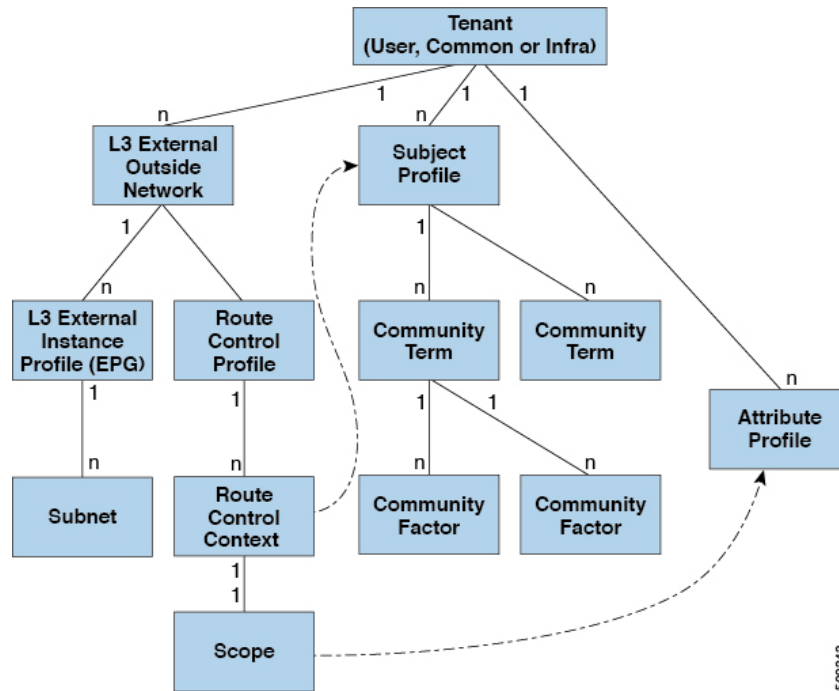 Tenant
(User, Common or Infra)
1
1
1
n
n
L3 External
Outside
Network
Subject
Profile
1
1
n
n
n
L3 External
Instance
Profile (EPG)
Route
Control
Profile
Community
Term
Community
Term
n
1
1
1
1
Attribute
Profile
n
n
n
n
Subnet
Route
Control
Context
Community
Factor
Community
Factor
1
1
Scope